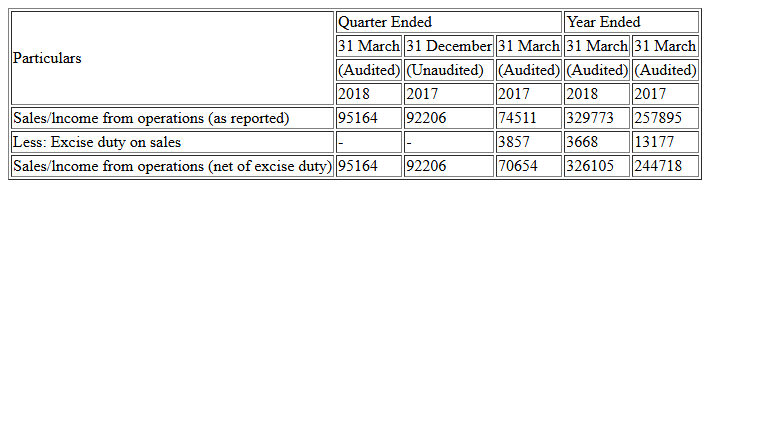 Particulars Quarter Ended Year Ended
31 March 31 December 31 March 31 March 31 March
(Audited) (Unaudited) (Audited) (Audited) (Audited)
2018 2017 2017 2018 2017
Sales/Income from operations (as reported) 95164 92206 74511 329773 257895
Less: Excise duty on sales - - 3857 3668 13177
Sales/Income from operations (net of excise duty) 95164 92206 70654 326105 244718